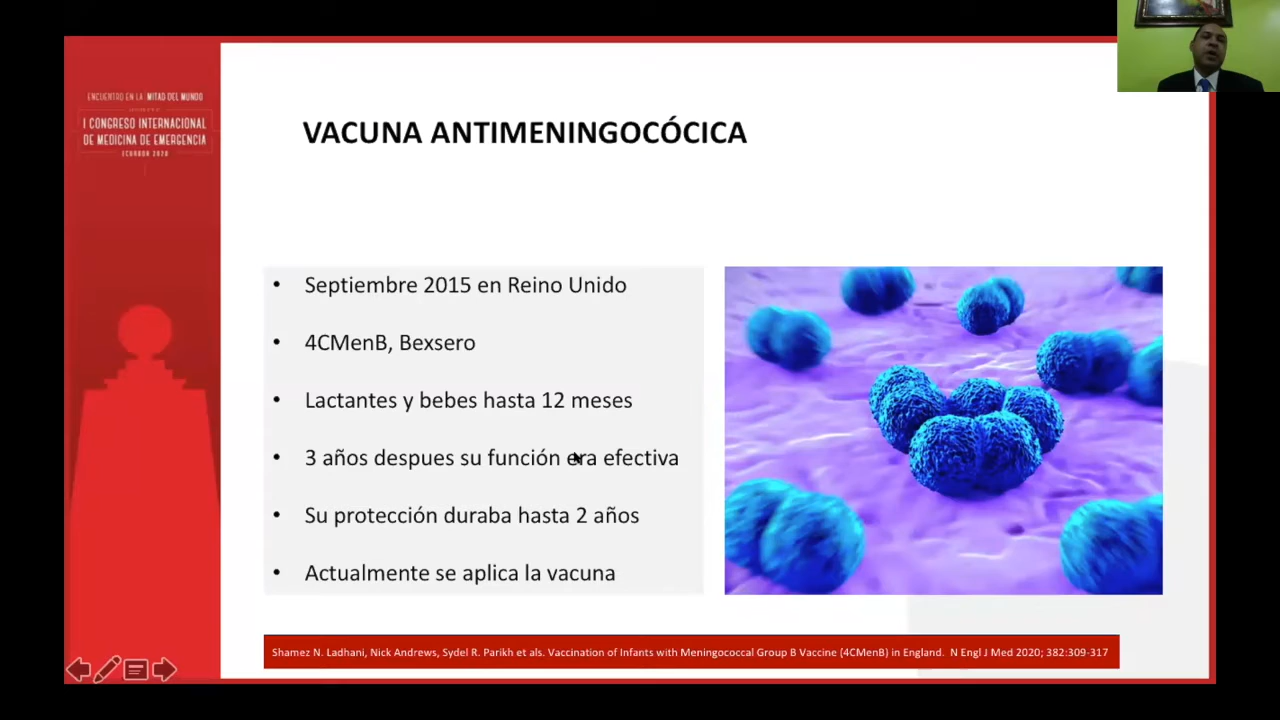 ENCUENTRO EN LA MITAD DEL MUNDO
I CONGRESO INTERNACIONAL
DE MEDICINA DE EMERGENCIA
ECUADOR 2020
VACUNA ANTIMENINGOCÓCICA
• Septiembre 2015 en Reino Unido
• 4CMenB, Bexsero
• Lactantes y bebes hasta 12 meses
• 3 años despues su función era efectiva
• Su protección duraba hasta 2 años
• Actualmente se aplica la vacuna
Shamez N. Ladhani, Nick Andrews, Sydel R. Parikh et als. Vaccination of Infants with Meningococcal Group B Vaccine (4CMenB) in England. N Engl J Med 2020; 382:309-317